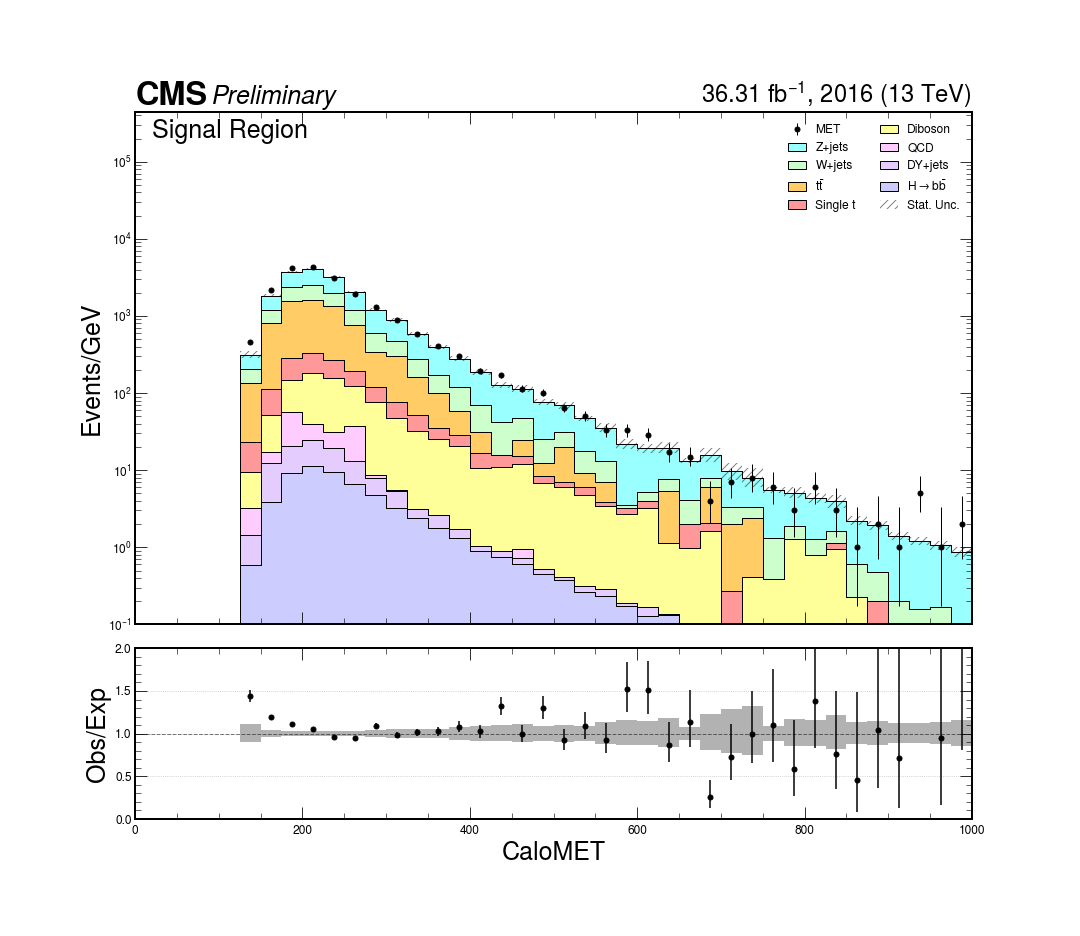 CMS Preliminary 36.31 fb⁻¹, 2016 (13 TeV)
Signal Region
MET
Z+jets
W+jets
tt̄
Single t
Diboson
QCD
DY+jets
H→bb̄
Stat. Unc.
Events/GeV
10⁵
10⁴
10³
10²
10¹
10⁰
10⁻¹
Obs/Exp
2.0
1.5
1.0
0.5
0.0
0 200 400 600 800 1000
CaloMET